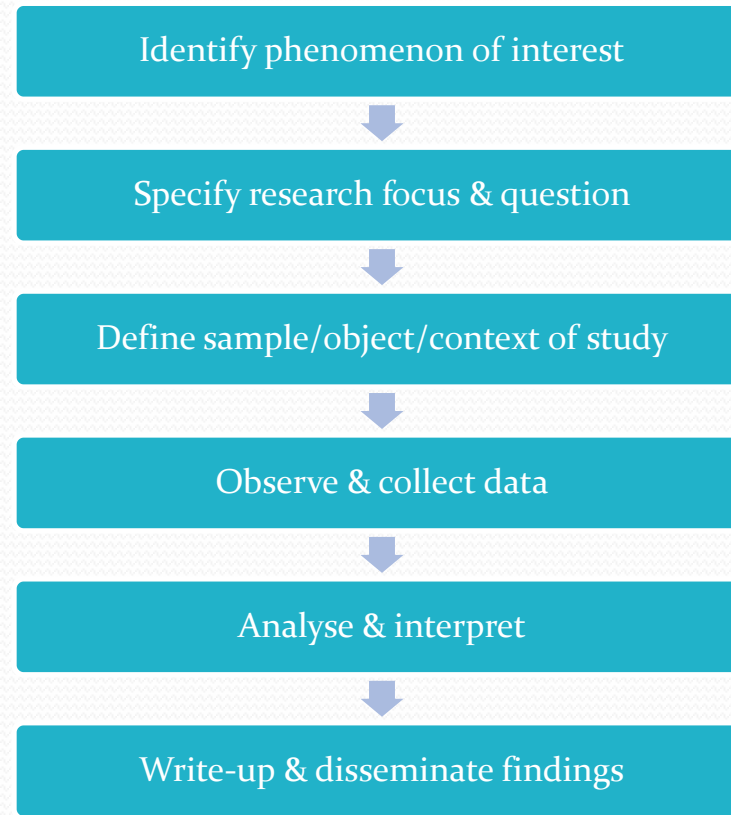 Identify phenomenon of interest
Specify research focus & question
Define sample/object/context of study
Observe & collect data
Analyse & interpret
Write-up & disseminate findings